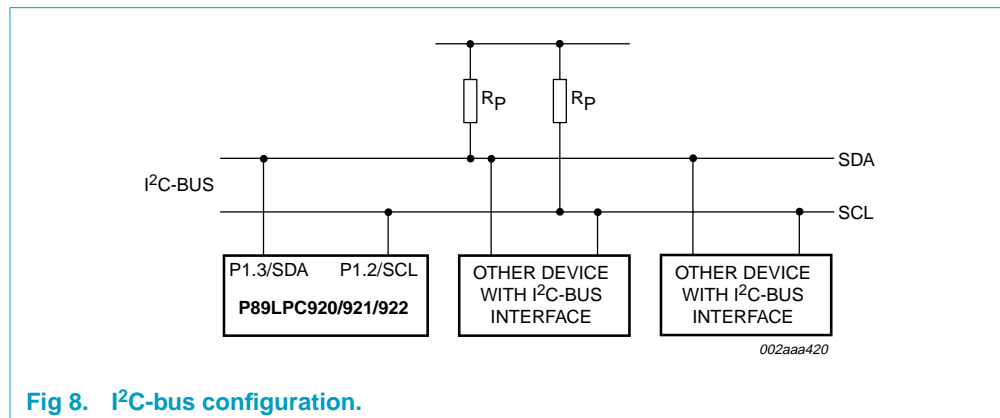 RP RP
SDA
I²C-BUS
SCL
P1.3/SDA P1.2/SCL
P89LPC920/921/922
OTHER DEVICE
WITH I²C-BUS
INTERFACE
OTHER DEVICE
WITH I²C-BUS
INTERFACE
002aaa420
Fig 8. I²C-bus configuration.